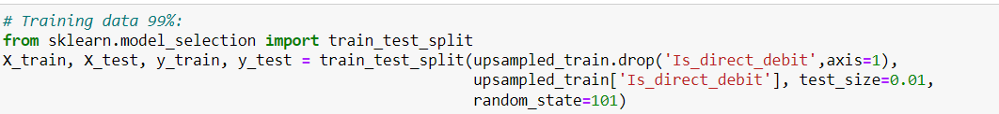 # Training data 99%:
from sklearn.model_selection import train_test_split
X_train, X_test, y_train, y_test = train_test_split(upsampled_train.drop('Is_direct_debit',axis=1),
upsampled_train['Is_direct_debit'], test_size=0.01,
random_state=101)